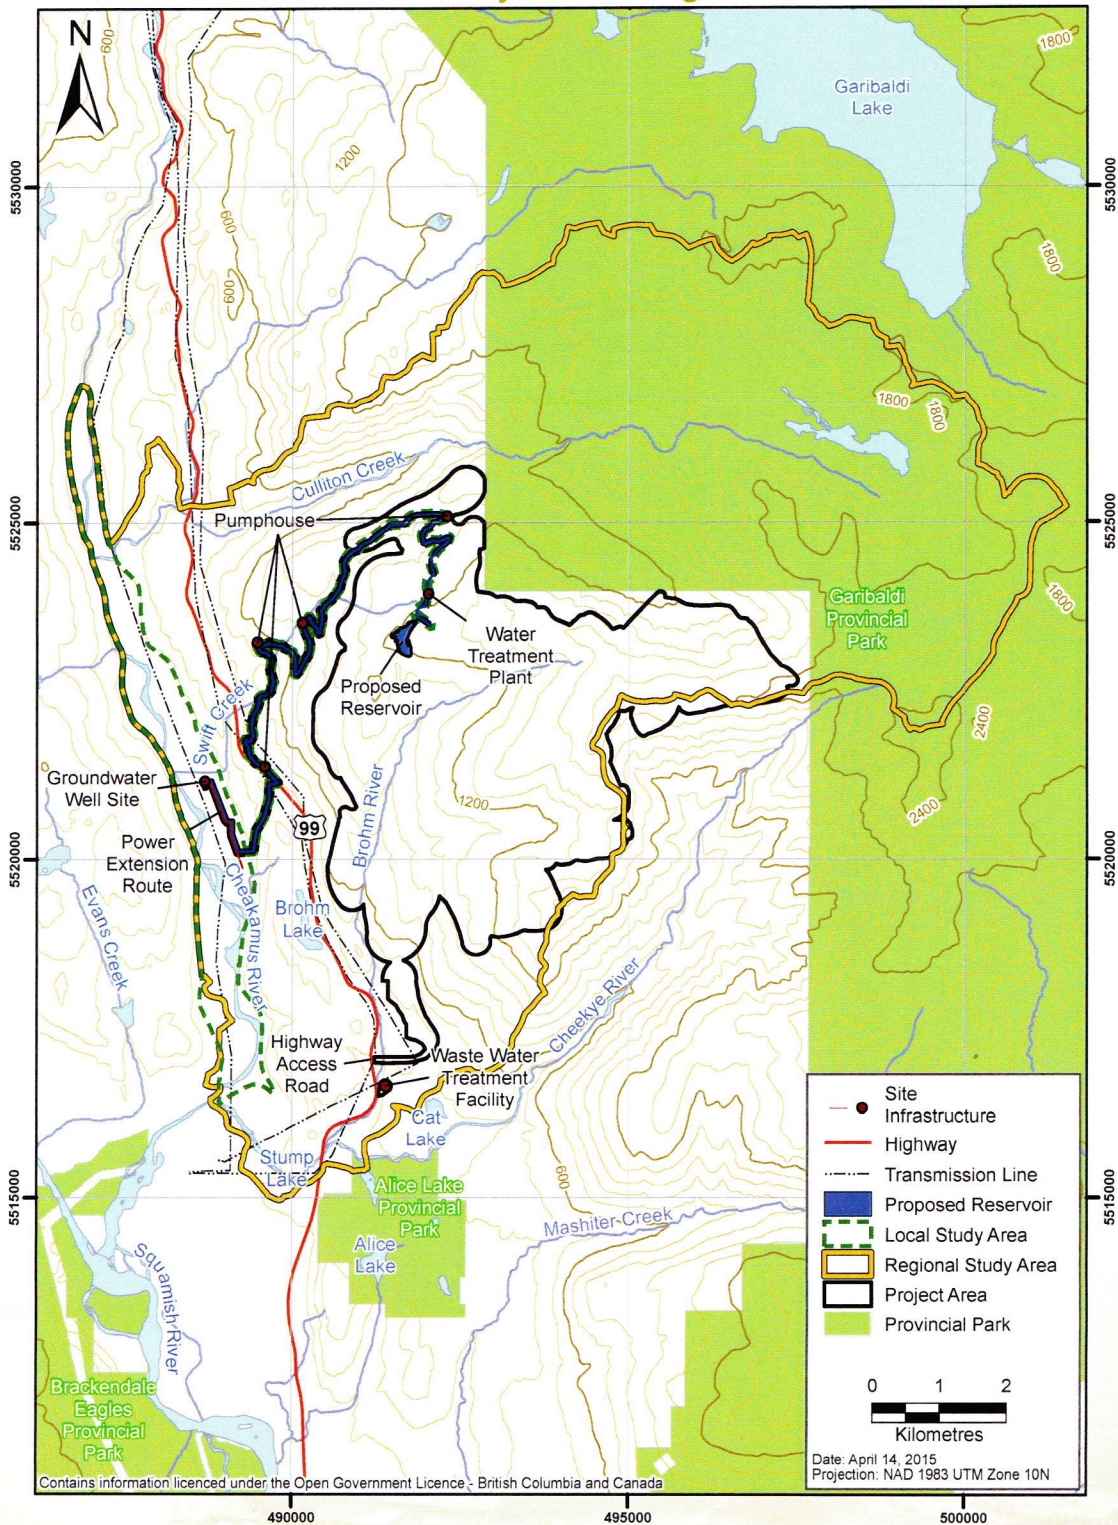 N
600
1200
600
600
1800
Garibaldi
Lake
1800
1800
1800
1800
5530000
5530000
Culliton Creek
Pumphouse
5525000
5525000
Garibaldi
Provincial
Park
Water
Treatment
Plant
Proposed
Reservoir
Swift Creek
Groundwater
Well Site
Power
Extension
Route
99
Brohm River
1200
2400
2400
5520000
5520000
Evans Creek
Cheakamus River
Brohm
Lake
Cheekye River
Highway
Access
Road
Waste Water
Treatment
Facility
Cat
Lake
Stump
Lake
Alice Lake
Provincial
Park
600
Mashiter Creek
Alice
Lake
5515000
5515000
Squamish River
Brackendale
Eagles
Provincial
Park
Site
Infrastructure
Highway
Transmission Line
Proposed Reservoir
Local Study Area
Regional Study Area
Project Area
Provincial Park
0 1 2
Kilometres
Date: April 14, 2015
Projection: NAD 1983 UTM Zone 10N
Contains information licenced under the Open Government Licence - British Columbia and Canada
490000
495000
500000